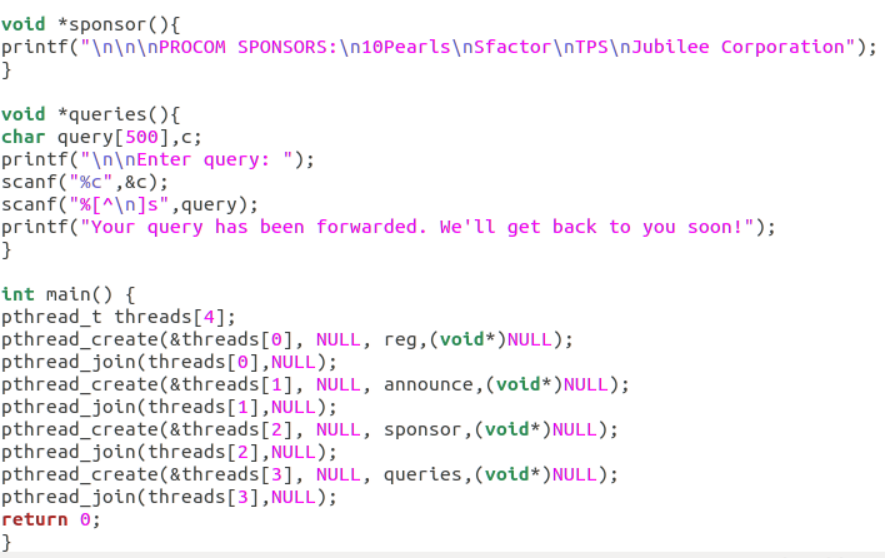 void *sponsor(){
printf("\n\n\nPROCOM SPONSORS:\n10Pearls\nSfactor\nTPS\nJubilee Corporation");
}
void *queries(){
char query[500],c;
printf("\n\nEnter query: ");
scanf("%c",&c);
scanf("%[^\n]s",query);
printf("Your query has been forwarded. We'll get back to you soon!");
}
int main() {
pthread_t threads[4];
pthread_create(&threads[0], NULL, reg,(void*)NULL);
pthread_join(threads[0],NULL);
pthread_create(&threads[1], NULL, announce,(void*)NULL);
pthread_join(threads[1],NULL);
pthread_create(&threads[2], NULL, sponsor,(void*)NULL);
pthread_join(threads[2],NULL);
pthread_create(&threads[3], NULL, queries,(void*)NULL);
pthread_join(threads[3],NULL);
return 0;
}